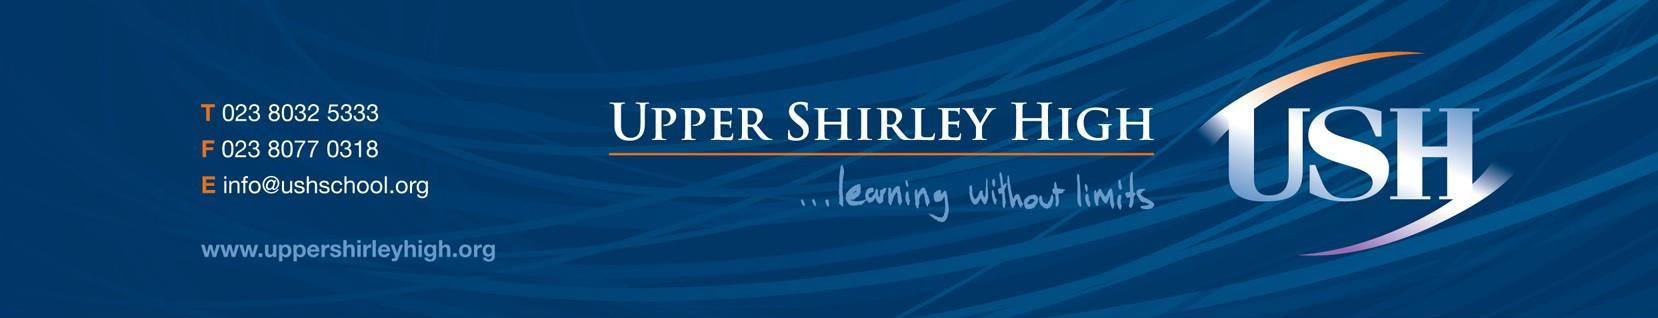 T 023 8032 5333
F 023 8077 0318
E info@ushschool.org
www.uppershirleyhigh.org
UPPER SHIRLEY HIGH
...learning without limits
USH